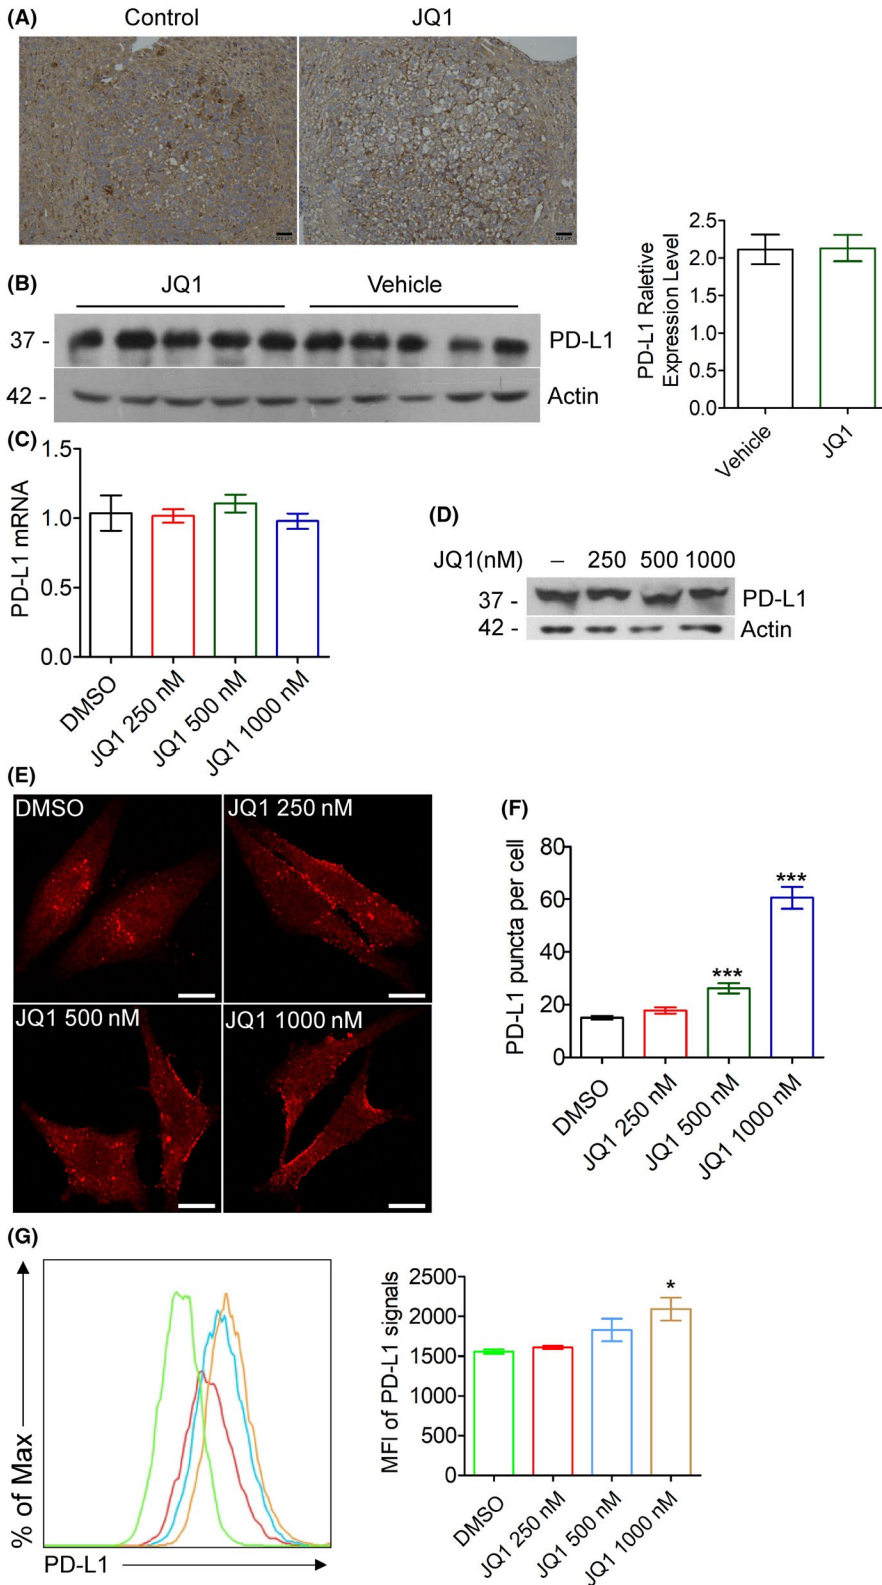 (A)
Control JQ1
(B)
JQ1 Vehicle
37 - PD-L1
42 - Actin
PD-L1 Raletive
Expression Level
2.5
2.0
1.5
1.0
0.5
0.0
Vehicle JQ1
(C)
PD-L1 mRNA
1.5
1.0
0.5
0.0
DMSO JQ1 250 nM JQ1 500 nM JQ1 1000 nM
(D)
JQ1(nM) – 250 500 1000
37 - PD-L1
42 - Actin
(E)
DMSO JQ1 250 nM
JQ1 500 nM JQ1 1000 nM
(F)
PD-L1 puncta per cell
80
60
40
20
0
*** ***
DMSO JQ1 250 nM JQ1 500 nM JQ1 1000 nM
(G)
% of Max
PD-L1
MFI of PD-L1 signals
2500
2000
1500
1000
500
0
*
DMSO JQ1 250 nM JQ1 500 nM JQ1 1000 nM